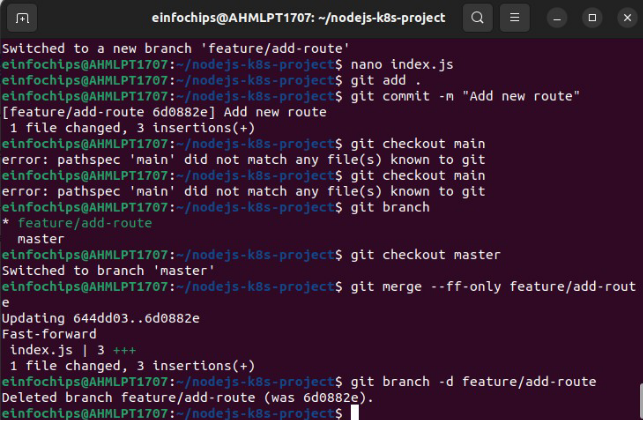 einfochips@AHMLPT1707: ~/nodejs-k8s-project
Switched to a new branch 'feature/add-route'
einfochips@AHMLPT1707:~/nodejs-k8s-project$ nano index.js
einfochips@AHMLPT1707:~/nodejs-k8s-project$ git add .
einfochips@AHMLPT1707:~/nodejs-k8s-project$ git commit -m "Add new route"
[feature/add-route 6d0882e] Add new route
 1 file changed, 3 insertions(+)
einfochips@AHMLPT1707:~/nodejs-k8s-project$ git checkout main
error: pathspec 'main' did not match any file(s) known to git
einfochips@AHMLPT1707:~/nodejs-k8s-project$ git checkout main
error: pathspec 'main' did not match any file(s) known to git
einfochips@AHMLPT1707:~/nodejs-k8s-project$ git branch
* feature/add-route
  master
einfochips@AHMLPT1707:~/nodejs-k8s-project$ git checkout master
Switched to branch 'master'
einfochips@AHMLPT1707:~/nodejs-k8s-project$ git merge --ff-only feature/add-rout
e
Updating 644dd03..6d0882e
Fast-forward
 index.js | 3 +++
 1 file changed, 3 insertions(+)
einfochips@AHMLPT1707:~/nodejs-k8s-project$ git branch -d feature/add-route
Deleted branch feature/add-route (was 6d0882e).
einfochips@AHMLPT1707:~/nodejs-k8s-project$